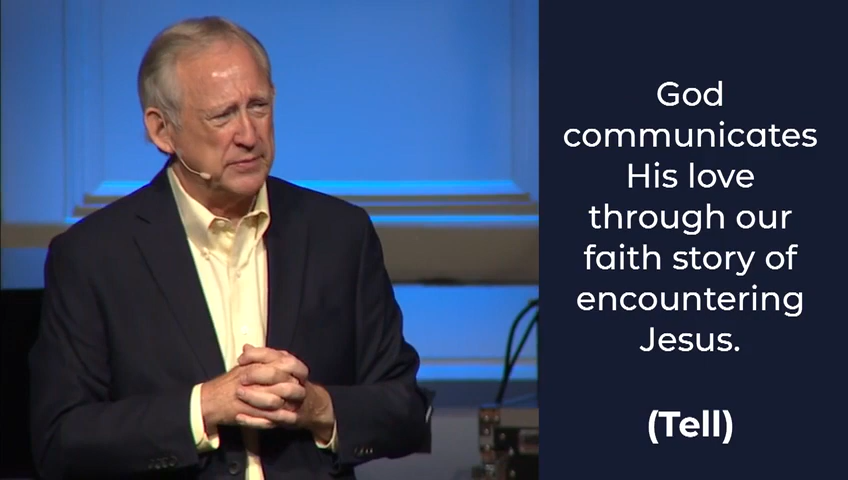 God
communicates
His love
through our
faith story of
encountering
Jesus.
(Tell)